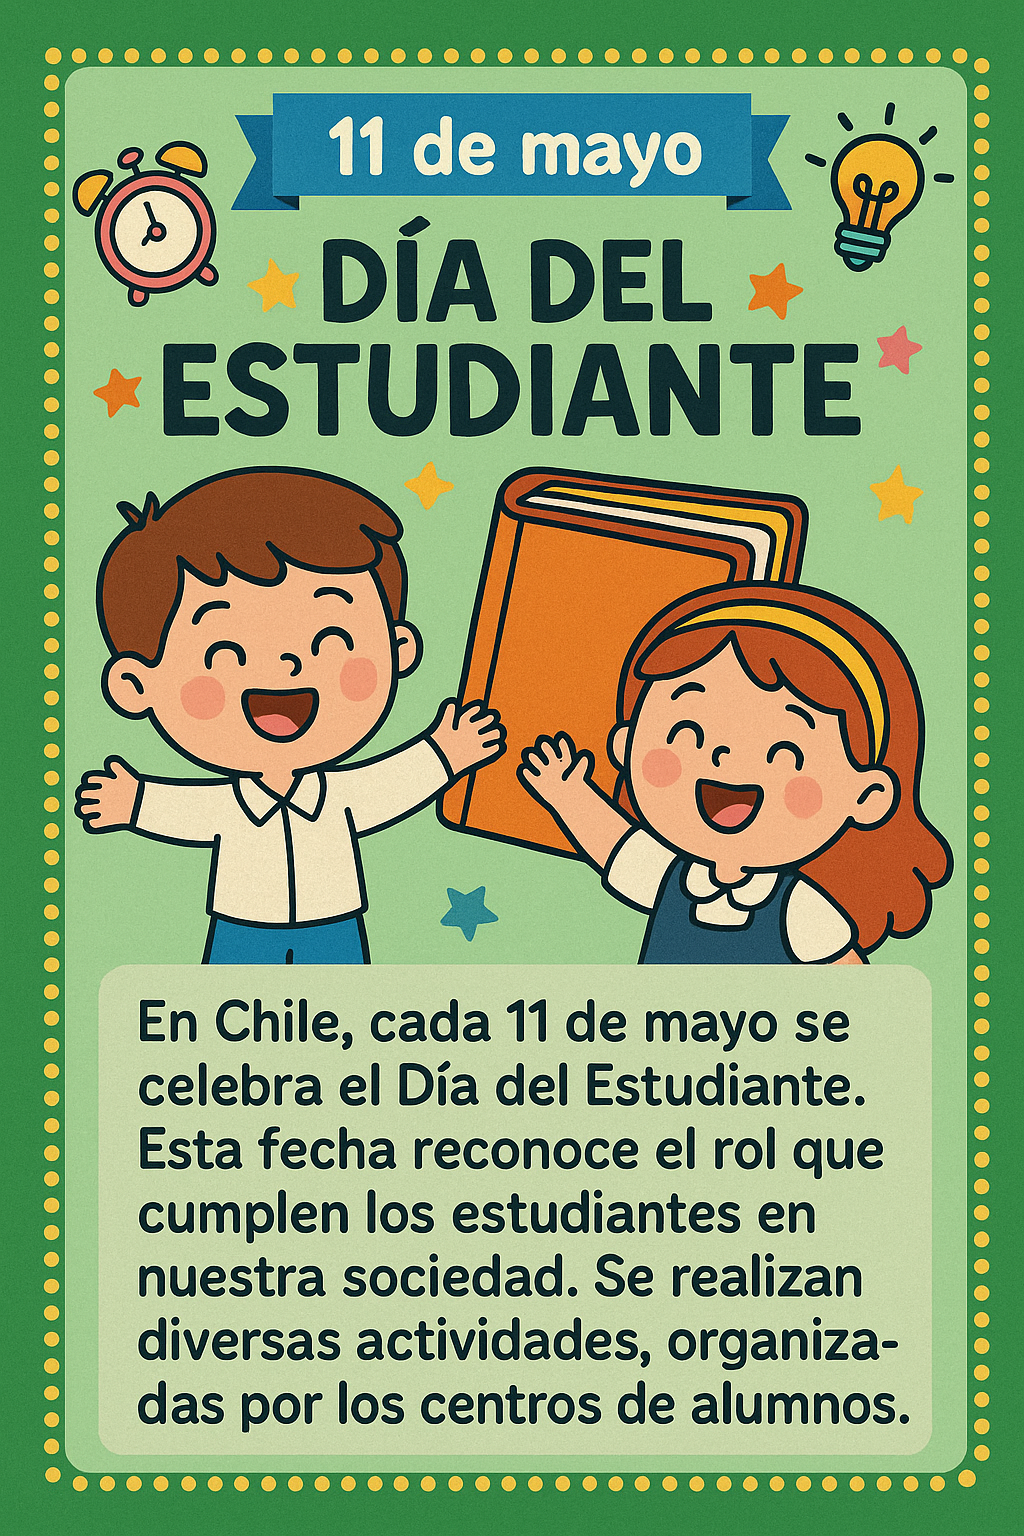 11 de mayo
DÍA DEL
ESTUDIANTE
En Chile, cada 11 de mayo se
celebra el Día del Estudiante.
Esta fecha reconoce el rol que
cumplen los estudiantes en
nuestra sociedad. Se realizan
diversas actividades, organiza-
das por los centros de alumnos.